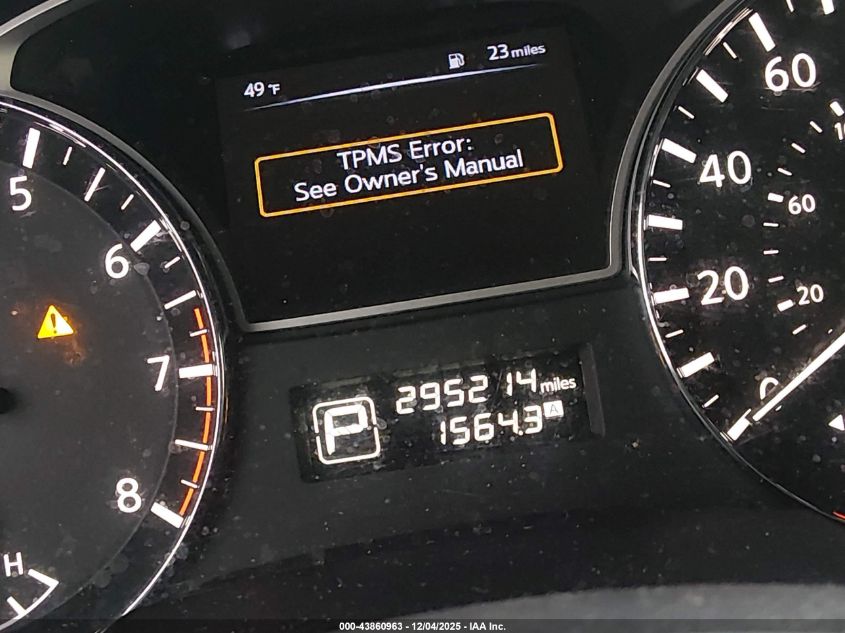 49 °F
23 miles
TPMS Error:
See Owner's Manual
5
6
7
8
H
P
295214 miles
1564.3 A
60
40
20
0
60
20
000-43860963 - 12/04/2025 - IAA Inc.